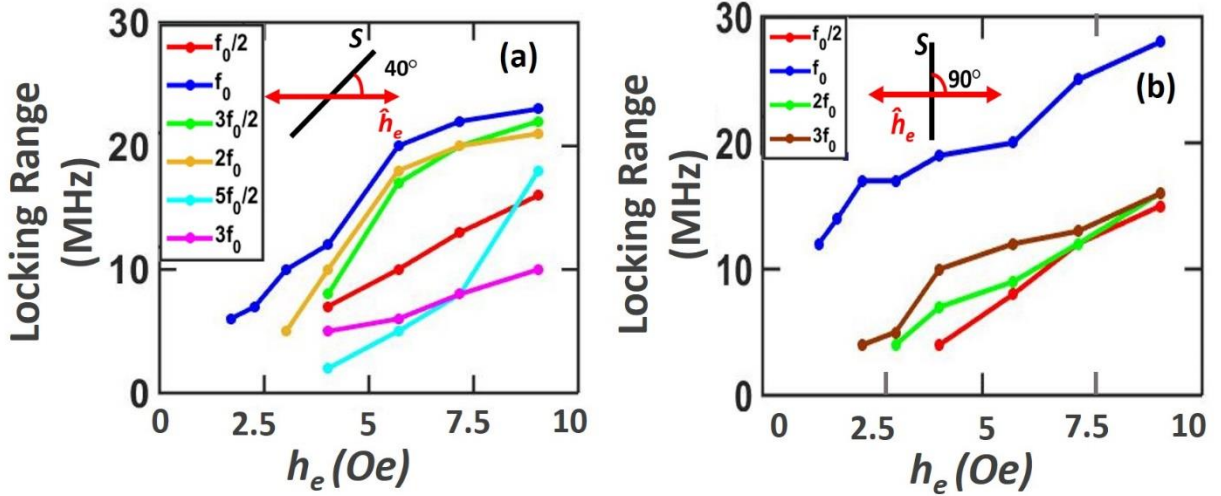 30
20
10
0
Locking Range
(MHz)
f0/2
f0
3f0/2
2f0
5f0/2
3f0
S
40°
ĥe
(a)
0
2.5
5
7.5
10
he (Oe)
30
20
10
0
Locking Range
(MHz)
f0/2
f0
2f0
3f0
S
90°
ĥe
(b)
0
2.5
5
7.5
10
he (Oe)